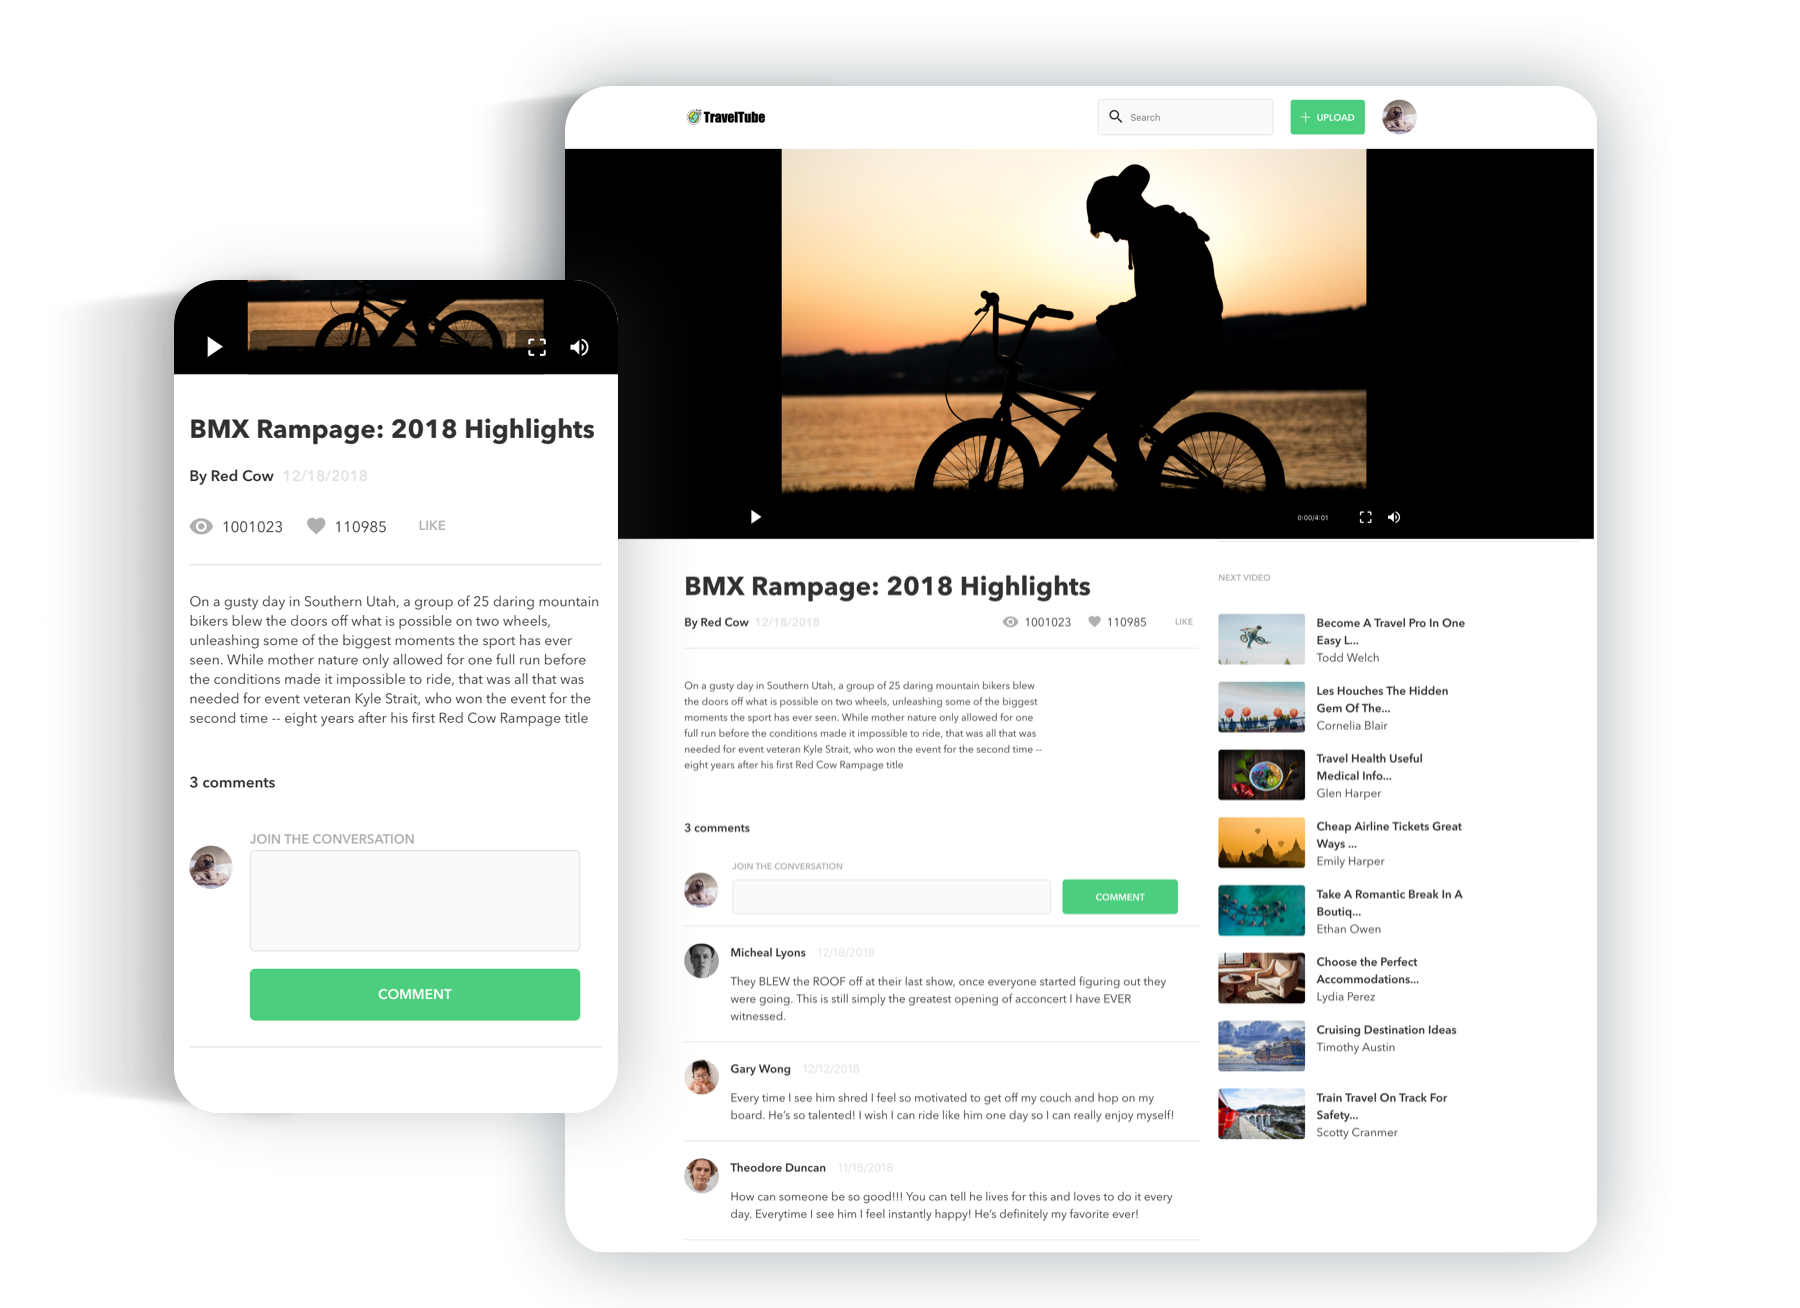 TravelTube
Search
UPLOAD
0:00/4:01
BMX Rampage: 2018 Highlights
By Red Cow 12/18/2018
1001023 110985 LIKE
On a gusty day in Southern Utah, a group of 25 daring mountain
bikers blew the doors off what is possible on two wheels,
unleashing some of the biggest moments the sport has ever
seen. While mother nature only allowed for one full run before
the conditions made it impossible to ride, that was all that was
needed for event veteran Kyle Strait, who won the event for the
second time -- eight years after his first Red Cow Rampage title
3 comments
JOIN THE CONVERSATION
COMMENT
BMX Rampage: 2018 Highlights
By Red Cow 12/18/2018 1001023 110985 LIKE
On a gusty day in Southern Utah, a group of 25 daring mountain bikers blew
the doors off what is possible on two wheels, unleashing some of the biggest
moments the sport has ever seen. While mother nature only allowed for one
full run before the conditions made it impossible to ride, that was all that was
needed for event veteran Kyle Strait, who won the event for the second time --
eight years after his first Red Cow Rampage title
3 comments
JOIN THE CONVERSATION
COMMENT
Micheal Lyons 12/18/2018
They BLEW the ROOF off at their last show, once everyone started figuring out they
were going. This is still simply the greatest opening of acconcert I have EVER
witnessed.
Gary Wong 12/12/2018
Every time I see him shred I feel so motivated to get off my couch and hop on my
board. He's so talented! I wish I can ride like him one day so I can really enjoy myself!
Theodore Duncan 11/15/2018
How can someone be so good!!! You can tell he lives for this and loves to do it every
day. Everytime I see him I feel instantly happy! He's definitely my favorite ever!
NEXT VIDEO
Become A Travel Pro In One
Easy L...
Todd Welch
Les Houches The Hidden
Gem Of The...
Cornelia Blair
Travel Health Useful
Medical Info...
Glen Harper
Cheap Airline Tickets Great
Ways ...
Emily Harper
Take A Romantic Break In A
Boutiq...
Ethan Owen
Choose the Perfect
Accommodations...
Lydia Perez
Cruising Destination Ideas
Timothy Austin
Train Travel On Track For
Safety...
Scotty Cranmer